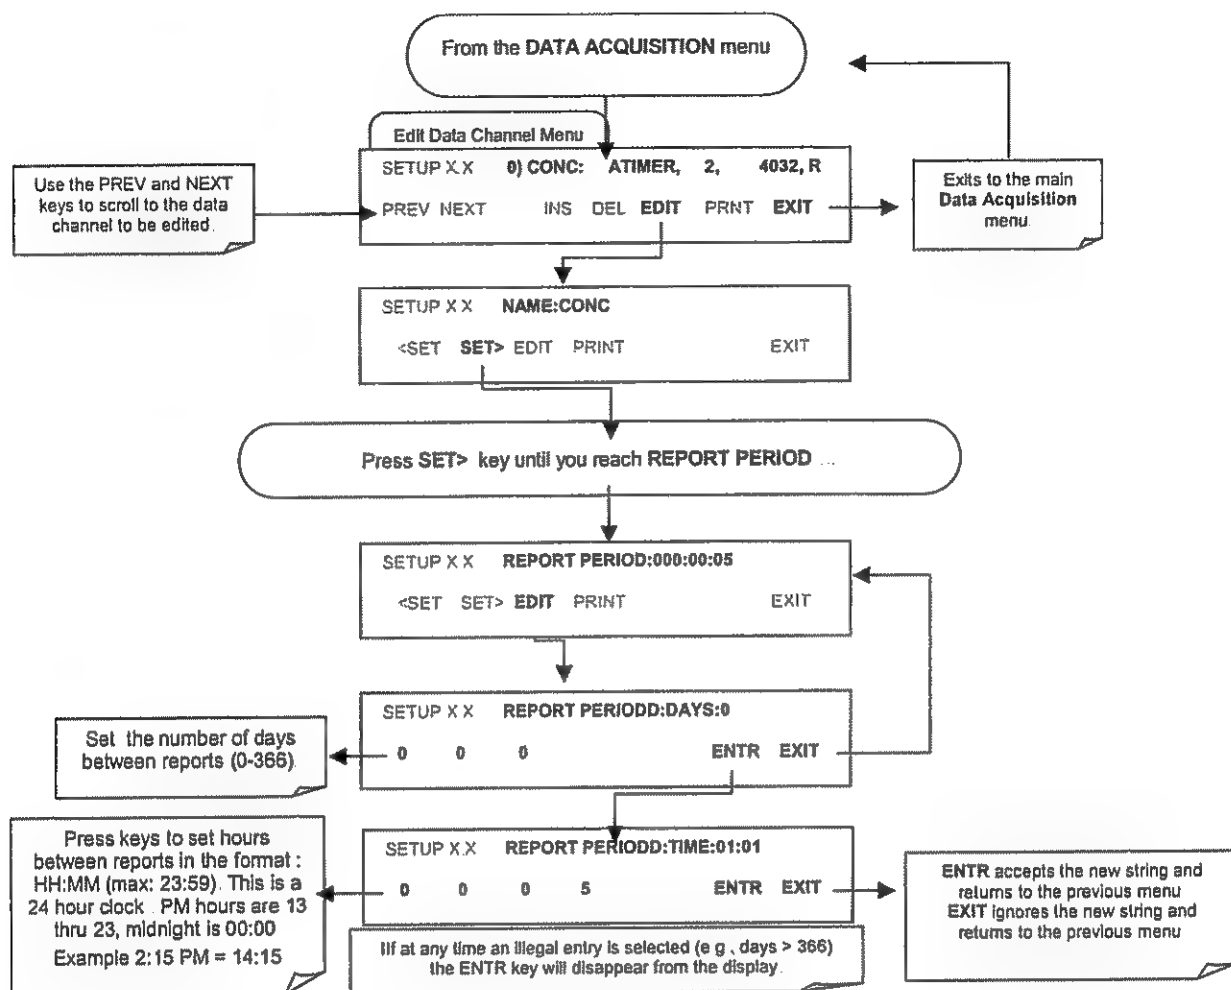 From the DATA ACQUISITION menu
Edit Data Channel Menu
SETUP X.X 0) CONC: ATIMER, 2, 4032, R
PREV NEXT INS DEL EDIT PRNT EXIT
Use the PREV and NEXT
keys to scroll to the data
channel to be edited.
Exits to the main
Data Acquisition
menu.
SETUP X X NAME:CONC
<SET SET> EDIT PRINT EXIT
Press SET> key until you reach REPORT PERIOD ...
SETUP X X REPORT PERIOD:000:00:05
<SET SET> EDIT PRINT EXIT
SETUP X X REPORT PERIODD:DAYS:0
0 0 0 ENTR EXIT
Set the number of days
between reports (0-366).
SETUP X.X REPORT PERIODD:TIME:01:01
0 0 0 5 ENTR EXIT
Press keys to set hours
between reports in the format :
HH:MM (max: 23:59). This is a
24 hour clock . PM hours are 13
thru 23, midnight is 00:00
Example 2:15 PM = 14:15
ENTR accepts the new string and
returns to the previous menu
EXIT ignores the new string and
returns to the previous menu
IIf at any time an illegal entry is selected (e g , days > 366)
the ENTR key will disappear from the display.